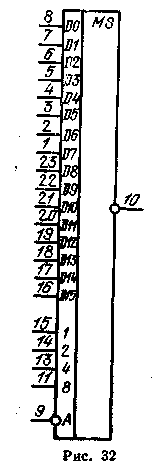 8 D0 MS
7 D1
6 D2
5 D3
4 D4
3 D5
2 D6
1 D7
23 D8
22 D9
21 D10
20 D11
19 D12
18 D13
17 D14
16 D15
10
15 1
14 2
13 4
11 8
9 A
Рис. 32